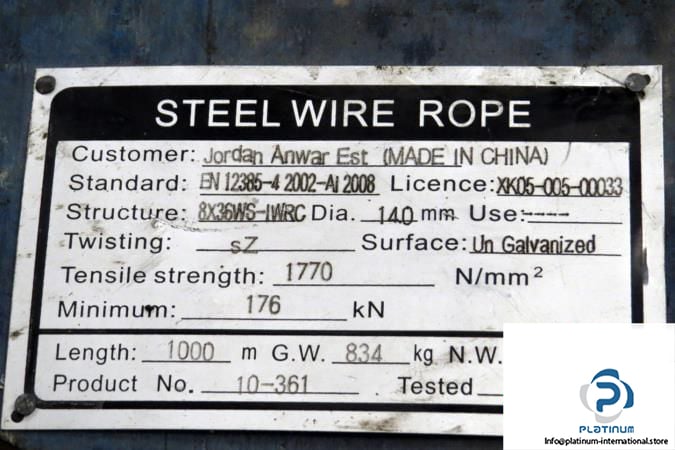 STEEL WIRE ROPE
Customer: Jordan Anwar Est (MADE IN CHINA)
Standard: EN 12385-4 2002-A1 2008 Licence: XK05-005-00033
Structure: 8X36WS-IWRC Dia. 14.0 mm Use: ----
Twisting: sZ Surface: Un Galvanized
Tensile strength: 1770 N/mm²
Minimum: 176 kN
Length: 1000 m G.W. 834 kg N.W.
Product No. 10-361 Tested
PLATINUM
Info@platinum-international.store